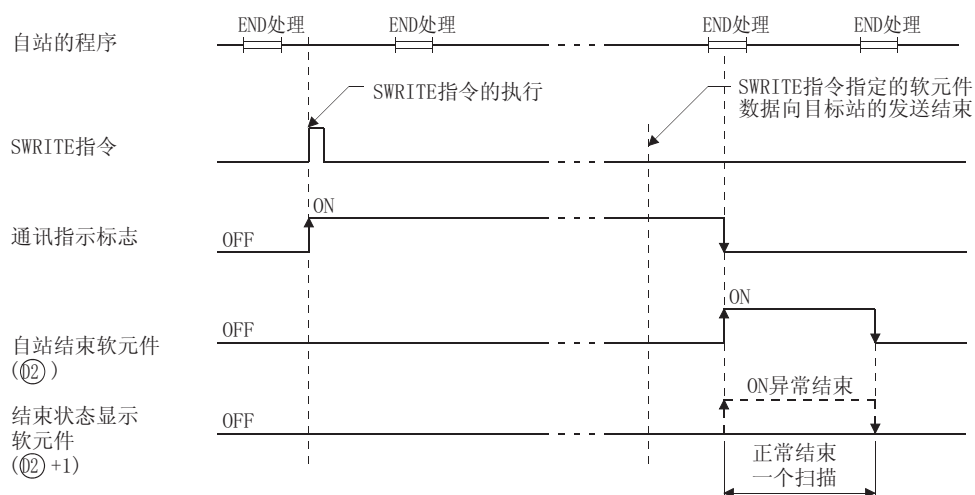 END处理
END处理
END处理
END处理
自站的程序
SWRITE指令的执行
SWRITE指令指定的软元件
数据向目标站的发送结束
SWRITE指令
ON
通讯指示标志
OFF
ON
OFF
自站结束软元件
(D2)
ON异常结束
结束状态显示
软元件
(D2+1)
OFF
正常结束
一个扫描